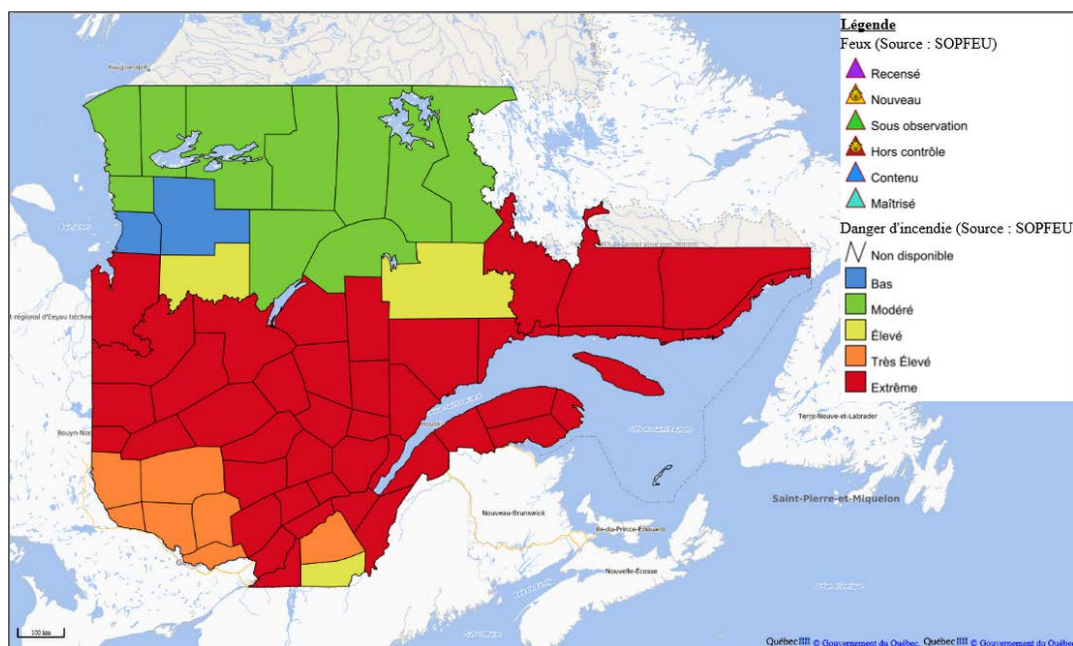 Légende
Feux (Source : SOPFEU)
Recensé
Nouveau
Sous observation
Hors contrôle
Contenu
Maîtrisé
Danger d'incendie (Source : SOPFEU)
Non disponible
Bas
Modéré
Élevé
Très Élevé
Extrême
Terre-Neuve-et-Labrador
Saint-Pierre-et-Miquelon
Nouveau-Brunswick
Île-du-Prince-Édouard
Nouvelle-Écosse
100 km
Québec © Gouvernement du Québec, Québec © Gouvernement du Québec,